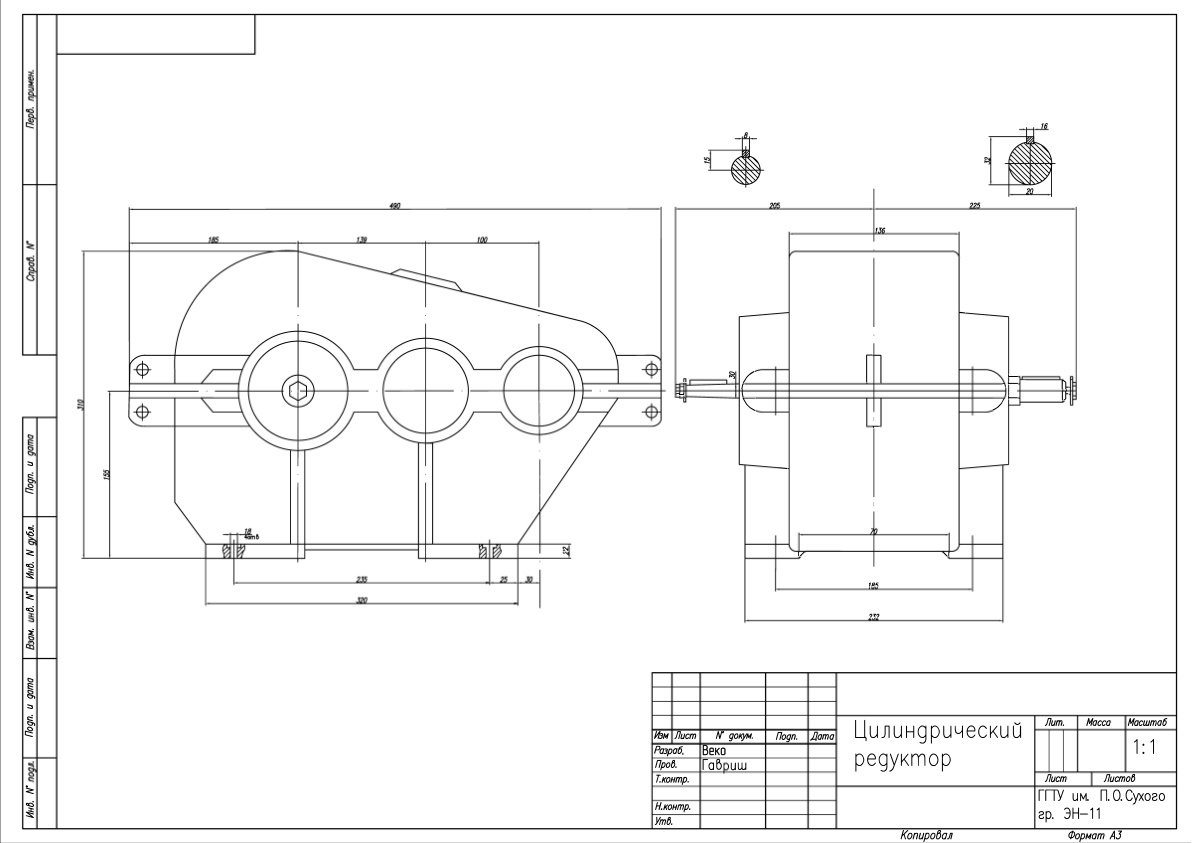 Перв. примен.
Справ. N°
Подп. и дата
Инв. N дубл.
Взам. инв. N°
Подп. и дата
Инв. N° подл.
8
15
16
32
20
490
185
139
100
310
155
18
4отв
22
235
25
30
320
205
225
136
30
70
185
232
Изм Лист N° докум. Подп. Дата
Разраб. Века
Пров. Гавриш
Т.контр.
Н.контр.
Утв.
Цилиндрический
редуктор
Лит. Масса Масштаб
1:1
Лист Листов
ГГТУ им. П.О.Сухого
гр. ЭН-11
Копировал Формат А3